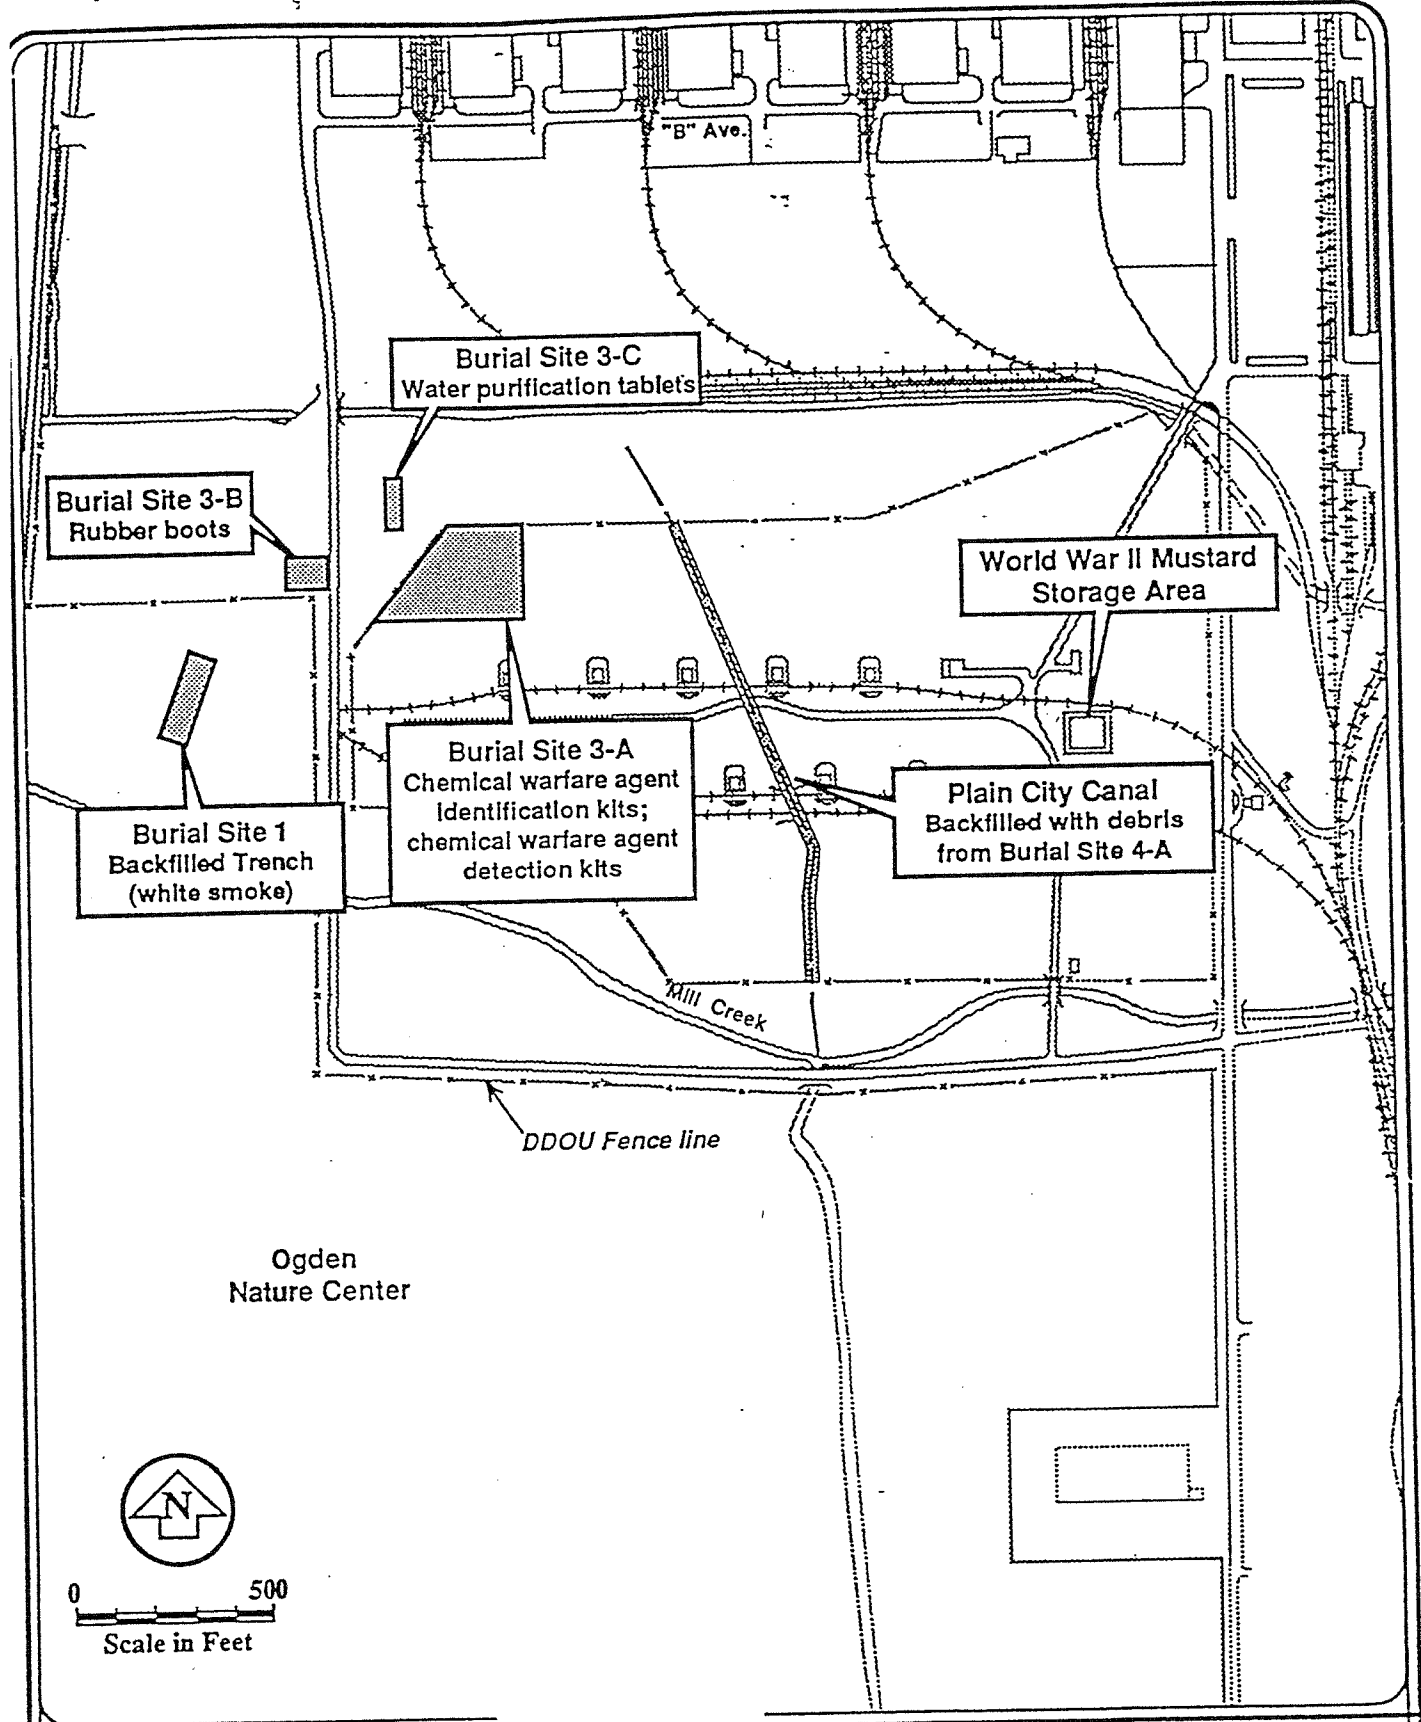 "B" Ave.
Burial Site 3-C
Water purification tablets
Burial Site 3-B
Rubber boots
World War II Mustard
Storage Area
Burial Site 3-A
Chemical warfare agent
identification kits;
chemical warfare agent
detection kits
Plain City Canal
Backfilled with debris
from Burial Site 4-A
Burial Site 1
Backfilled Trench
(white smoke)
Mill Creek
DDOU Fence line
Ogden
Nature Center
N
0 500
Scale in Feet